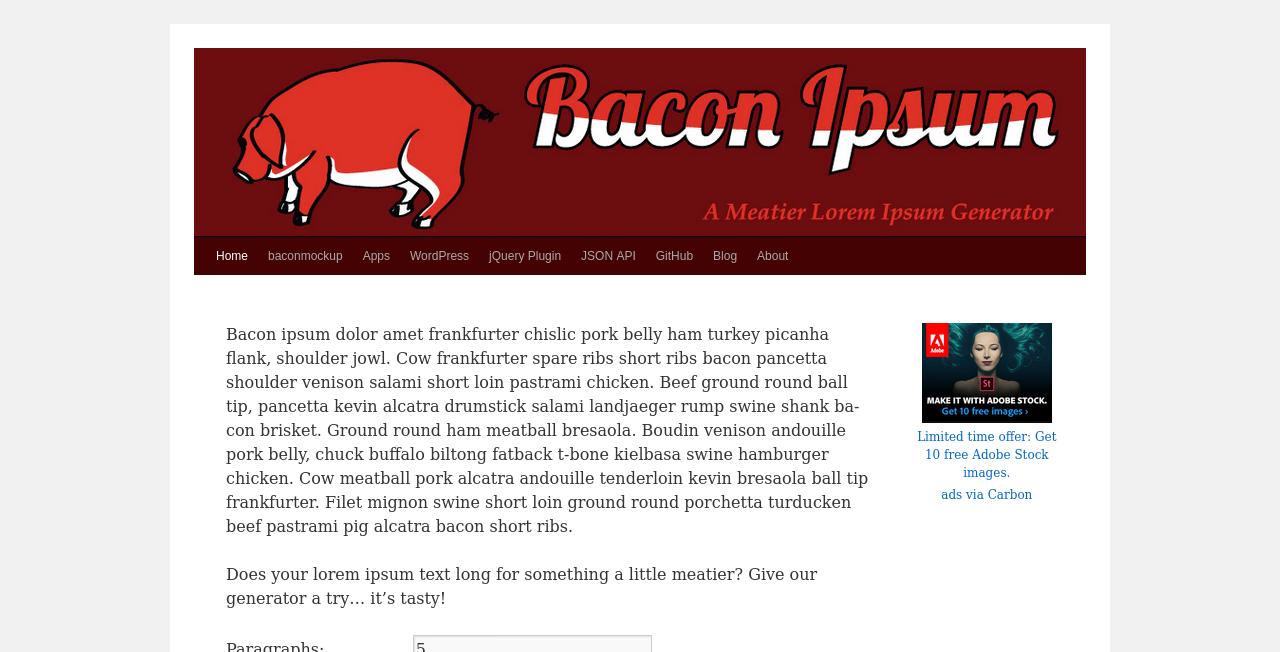 Bacon Ipsum
A Meatier Lorem Ipsum Generator
Home baconmockup Apps WordPress jQuery Plugin JSON API GitHub Blog About
Bacon ipsum dolor amet frankfurter chislic pork belly ham turkey picanha
flank, shoulder jowl. Cow frankfurter spare ribs short ribs bacon pancetta
shoulder venison salami short loin pastrami chicken. Beef ground round ball
tip, pancetta kevin alcatra drumstick salami landjaeger rump swine shank ba-
con brisket. Ground round ham meatball bresaola. Boudin venison andouille
pork belly, chuck buffalo biltong fatback t-bone kielbasa swine hamburger
chicken. Cow meatball pork alcatra andouille tenderloin kevin bresaola ball tip
frankfurter. Filet mignon swine short loin ground round porchetta turducken
beef pastrami pig alcatra bacon short ribs.
Does your lorem ipsum text long for something a little meatier? Give our
generator a try… it’s tasty!
Paragraphs: 5
Adobe
St
MAKE IT WITH ADOBE STOCK.
Get 10 free images ›
Limited time offer: Get
10 free Adobe Stock
images.
ads via Carbon